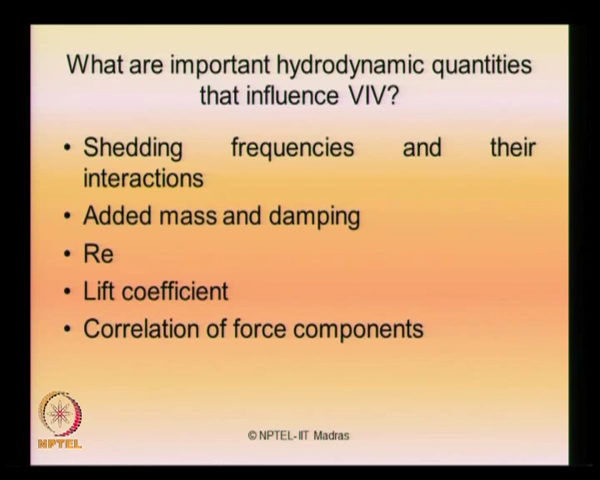 What are important hydrodynamic quantities
that influence VIV?
• Shedding frequencies and their
interactions
• Added mass and damping
• Re
• Lift coefficient
• Correlation of force components
NPTEL
© NPTEL-IIT Madras